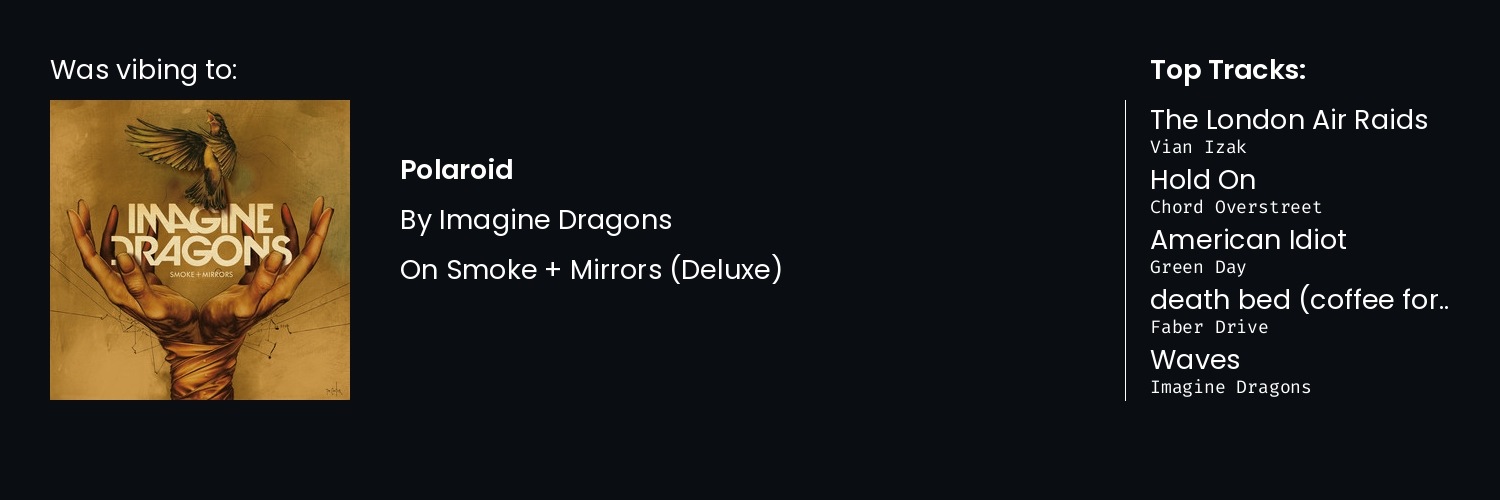 Was vibing to:
IMAGINE
DRAGONS
SMOKE + MIRRORS
Polaroid
By Imagine Dragons
On Smoke + Mirrors (Deluxe)
Top Tracks:
The London Air Raids
Vian Izak
Hold On
Chord Overstreet
American Idiot
Green Day
death bed (coffee for..
Faber Drive
Waves
Imagine Dragons